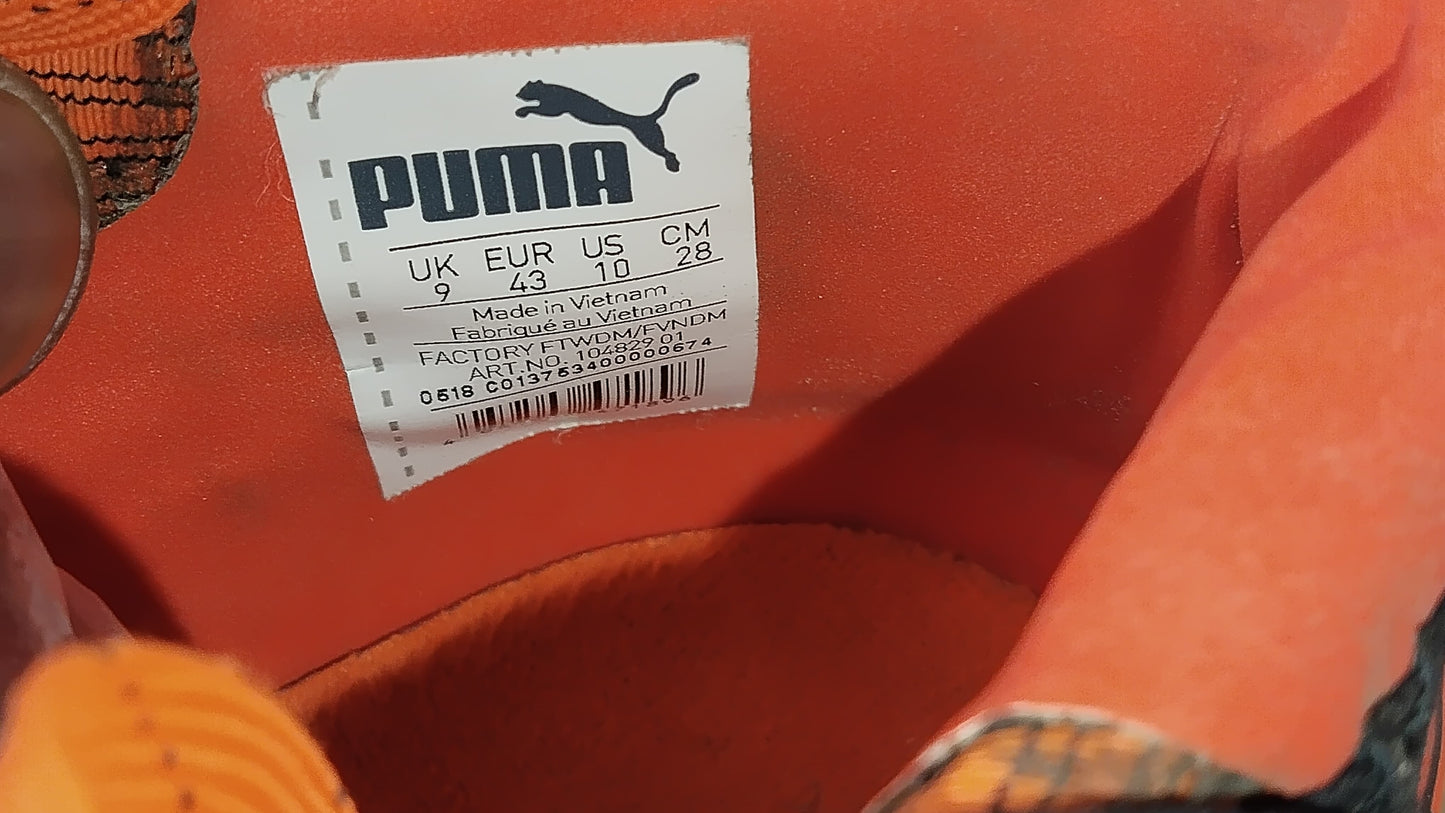 PUMA
UK EUR US CM
9 43 10 28
Made in Vietnam
Fabriqué au Vietnam
FACTORY FTWDM/FVNDM
ART.NO. 104829 01
0518 C013753400000674